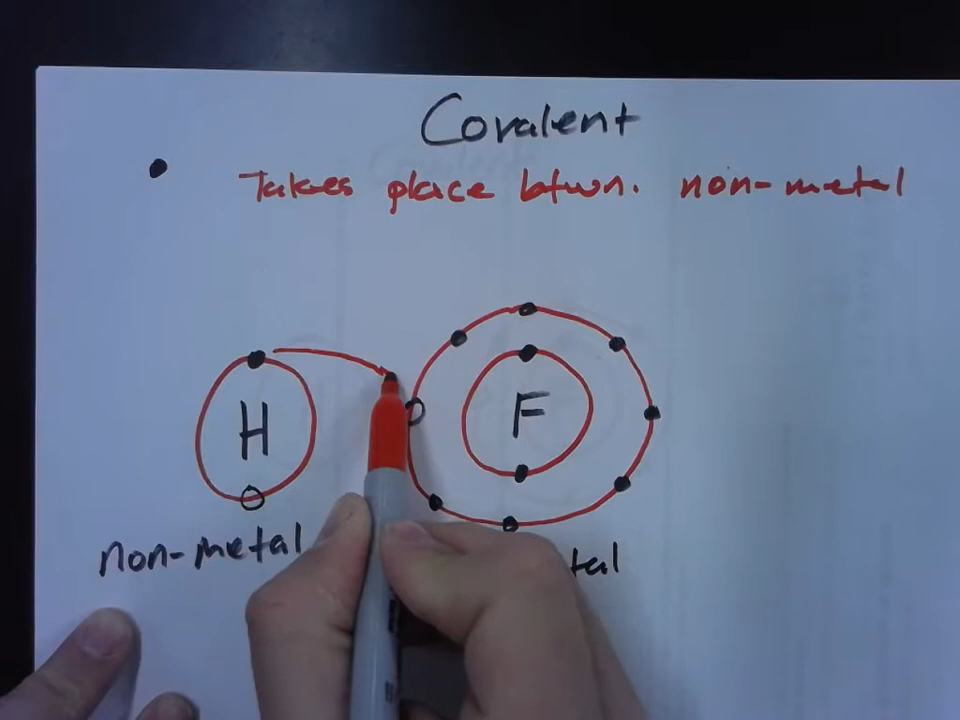 Covalent
Takes place btwn. non-metal
H
F
non-metal